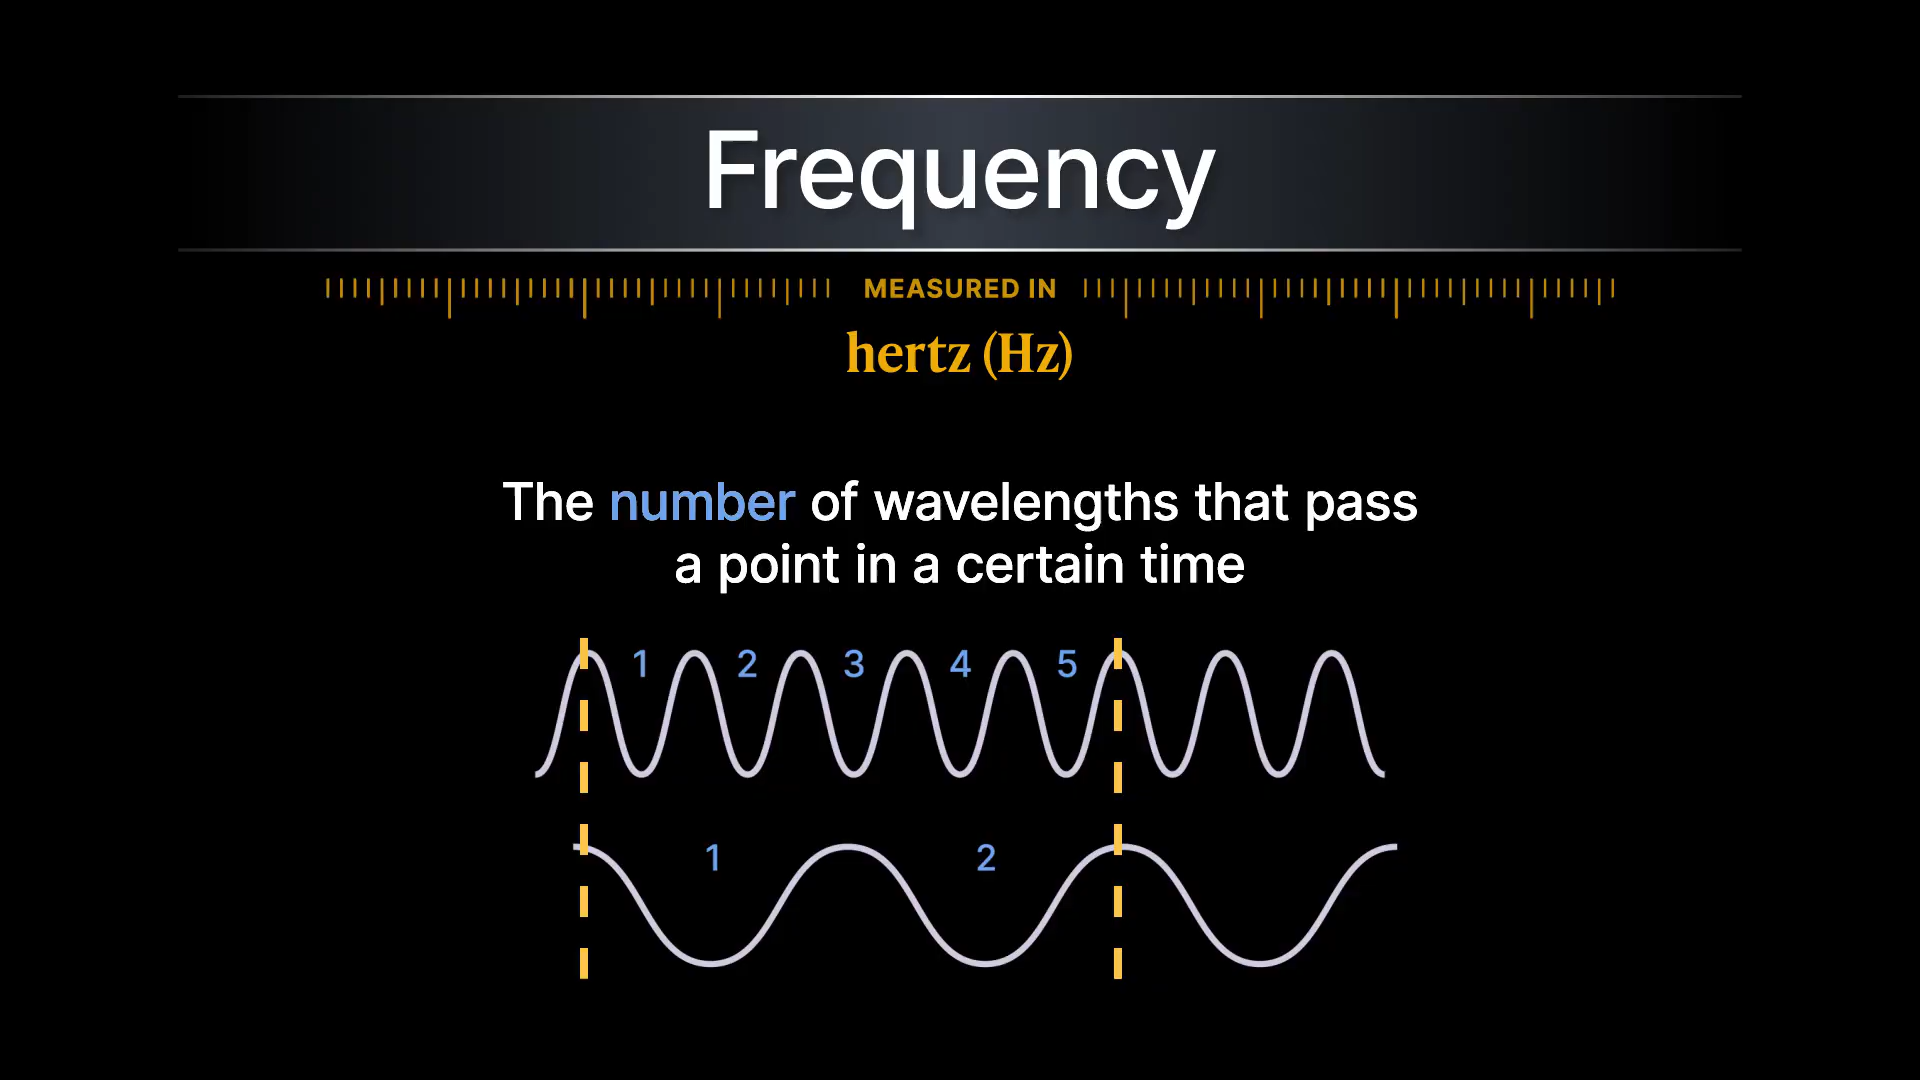 Frequency
MEASURED IN
hertz (Hz)
The number of wavelengths that pass
a point in a certain time
1 2 3 4 5
1 2